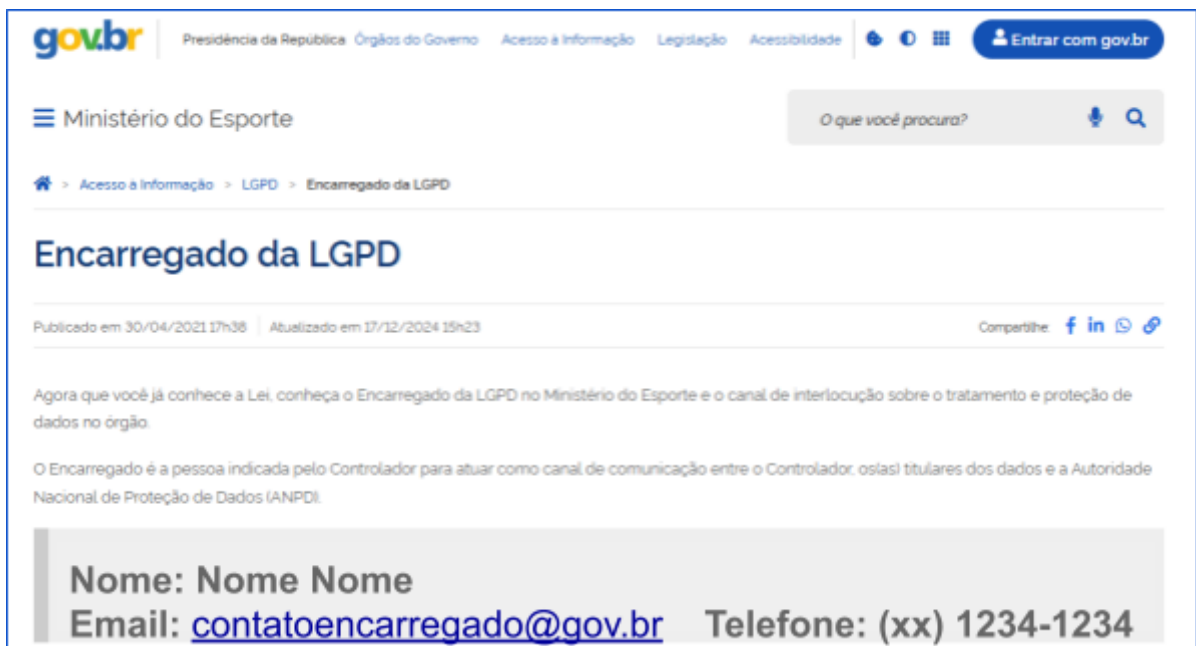 gov.br Presidência da República Órgãos do Governo Acesso à Informação Legislação Acessibilidade Entrar com gov.br
Ministério do Esporte O que você procura?
> Acesso à Informação > LGPD > Encarregado da LGPD
Encarregado da LGPD
Publicado em 30/04/2021 17h38 Atualizado em 17/12/2024 15h23 Compartilhe:
Agora que você já conhece a Lei, conheça o Encarregado da LGPD no Ministério do Esporte e o canal de interlocução sobre o tratamento e proteção de
dados no órgão.
O Encarregado é a pessoa indicada pelo Controlador para atuar como canal de comunicação entre o Controlador, os(as) titulares dos dados e a Autoridade
Nacional de Proteção de Dados (ANPD).
Nome: Nome Nome
Email: contatoencarregado@gov.br Telefone: (xx) 1234-1234